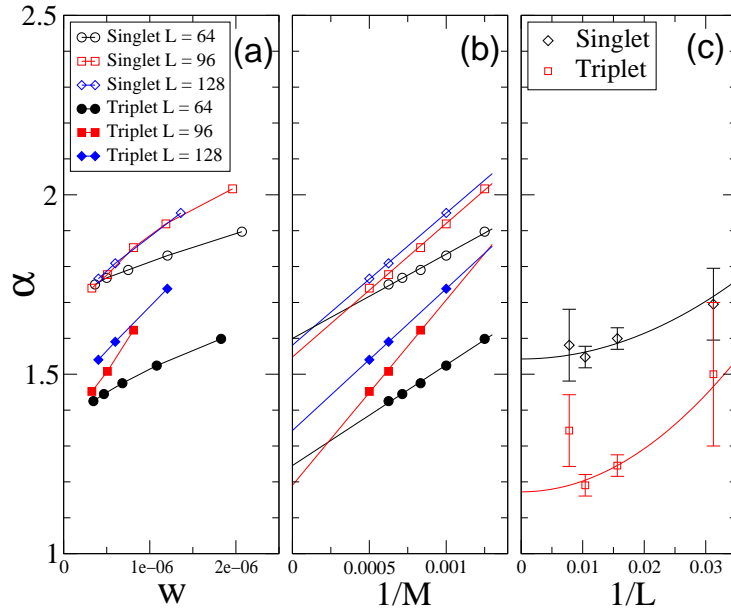 2.5
2
1.5
1
α
Singlet L = 64
Singlet L = 96
Singlet L = 128
Triplet L = 64
Triplet L = 96
Triplet L = 128
(a)
(b)
Singlet
Triplet
(c)
0 1e-06 2e-06
w
0 0.0005 0.001
1/M
0 0.01 0.02 0.03
1/L